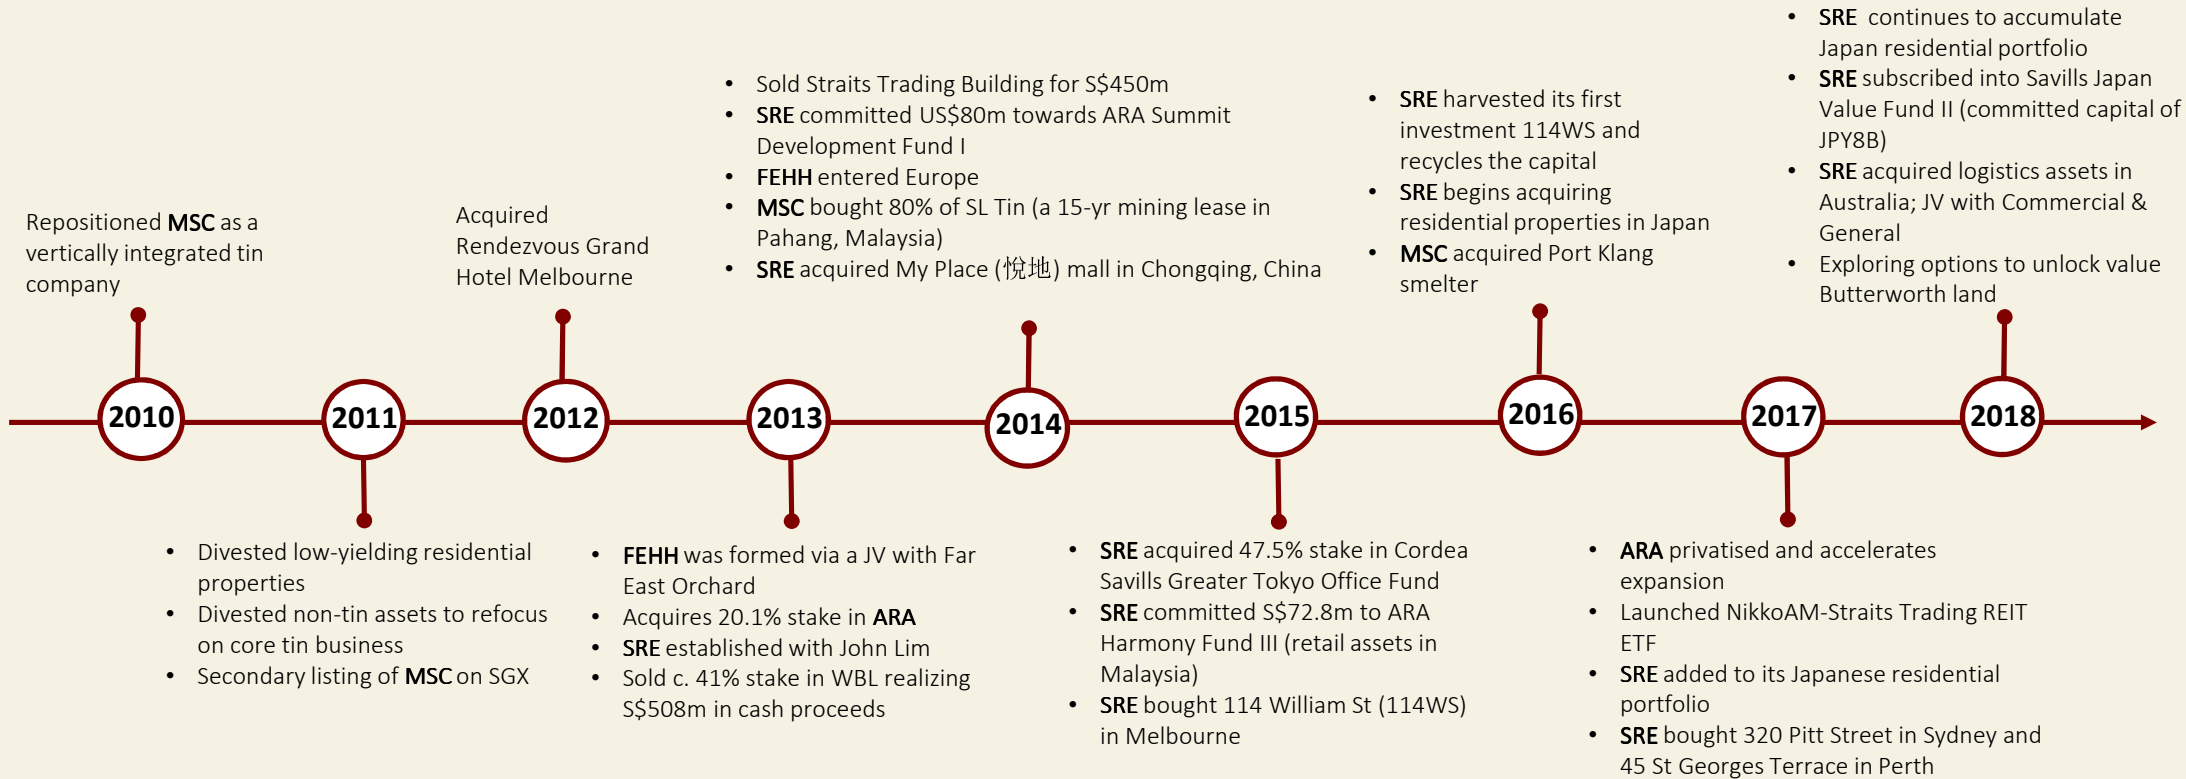 Repositioned MSC as a
vertically integrated tin
company
Acquired
Rendezvous Grand
Hotel Melbourne
• Sold Straits Trading Building for S$450m
• SRE committed US$80m towards ARA Summit
Development Fund I
• FEHH entered Europe
• MSC bought 80% of SL Tin (a 15-yr mining lease in
Pahang, Malaysia)
• SRE acquired My Place (悅地) mall in Chongqing, China
• SRE harvested its first
investment 114WS and
recycles the capital
• SRE begins acquiring
residential properties in Japan
• MSC acquired Port Klang
smelter
• SRE continues to accumulate
Japan residential portfolio
• SRE subscribed into Savills Japan
Value Fund II (committed capital of
JPY8B)
• SRE acquired logistics assets in
Australia; JV with Commercial &
General
• Exploring options to unlock value
Butterworth land
2010
2011
2012
2013
2014
2015
2016
2017
2018
• Divested low-yielding residential
properties
• Divested non-tin assets to refocus
on core tin business
• Secondary listing of MSC on SGX
• FEHH was formed via a JV with Far
East Orchard
• Acquires 20.1% stake in ARA
• SRE established with John Lim
• Sold c. 41% stake in WBL realizing
S$508m in cash proceeds
• SRE acquired 47.5% stake in Cordea
Savills Greater Tokyo Office Fund
• SRE committed S$72.8m to ARA
Harmony Fund III (retail assets in
Malaysia)
• SRE bought 114 William St (114WS)
in Melbourne
• ARA privatised and accelerates
expansion
• Launched NikkoAM-Straits Trading REIT
ETF
• SRE added to its Japanese residential
portfolio
• SRE bought 320 Pitt Street in Sydney and
45 St Georges Terrace in Perth